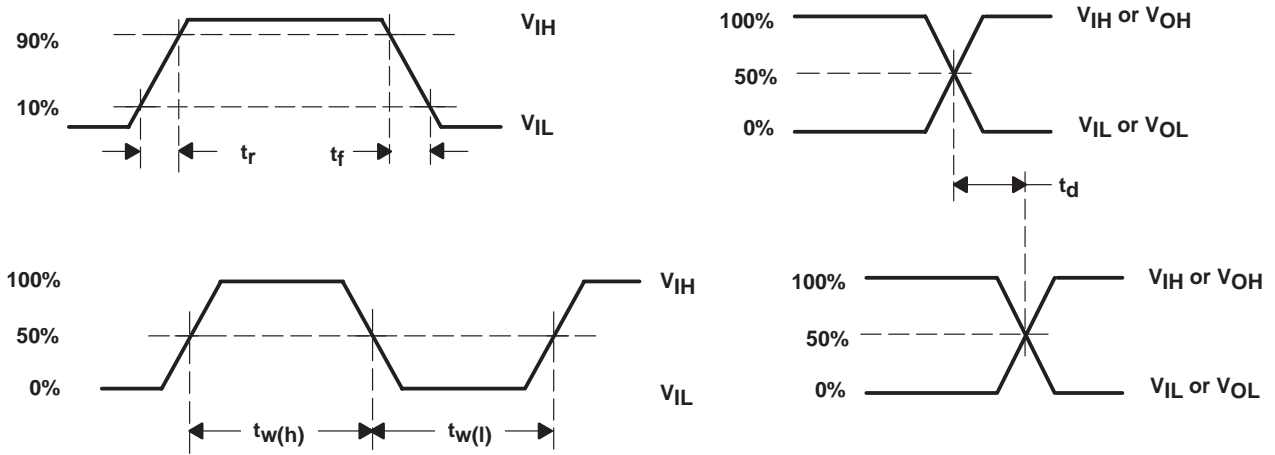 90%
10%
V_IH
V_IL
t_r
t_f
100%
50%
0%
V_IH or V_OH
V_IL or V_OL
t_d
100%
50%
0%
V_IH
V_IL
t_w(h)
t_w(l)
100%
50%
0%
V_IH or V_OH
V_IL or V_OL